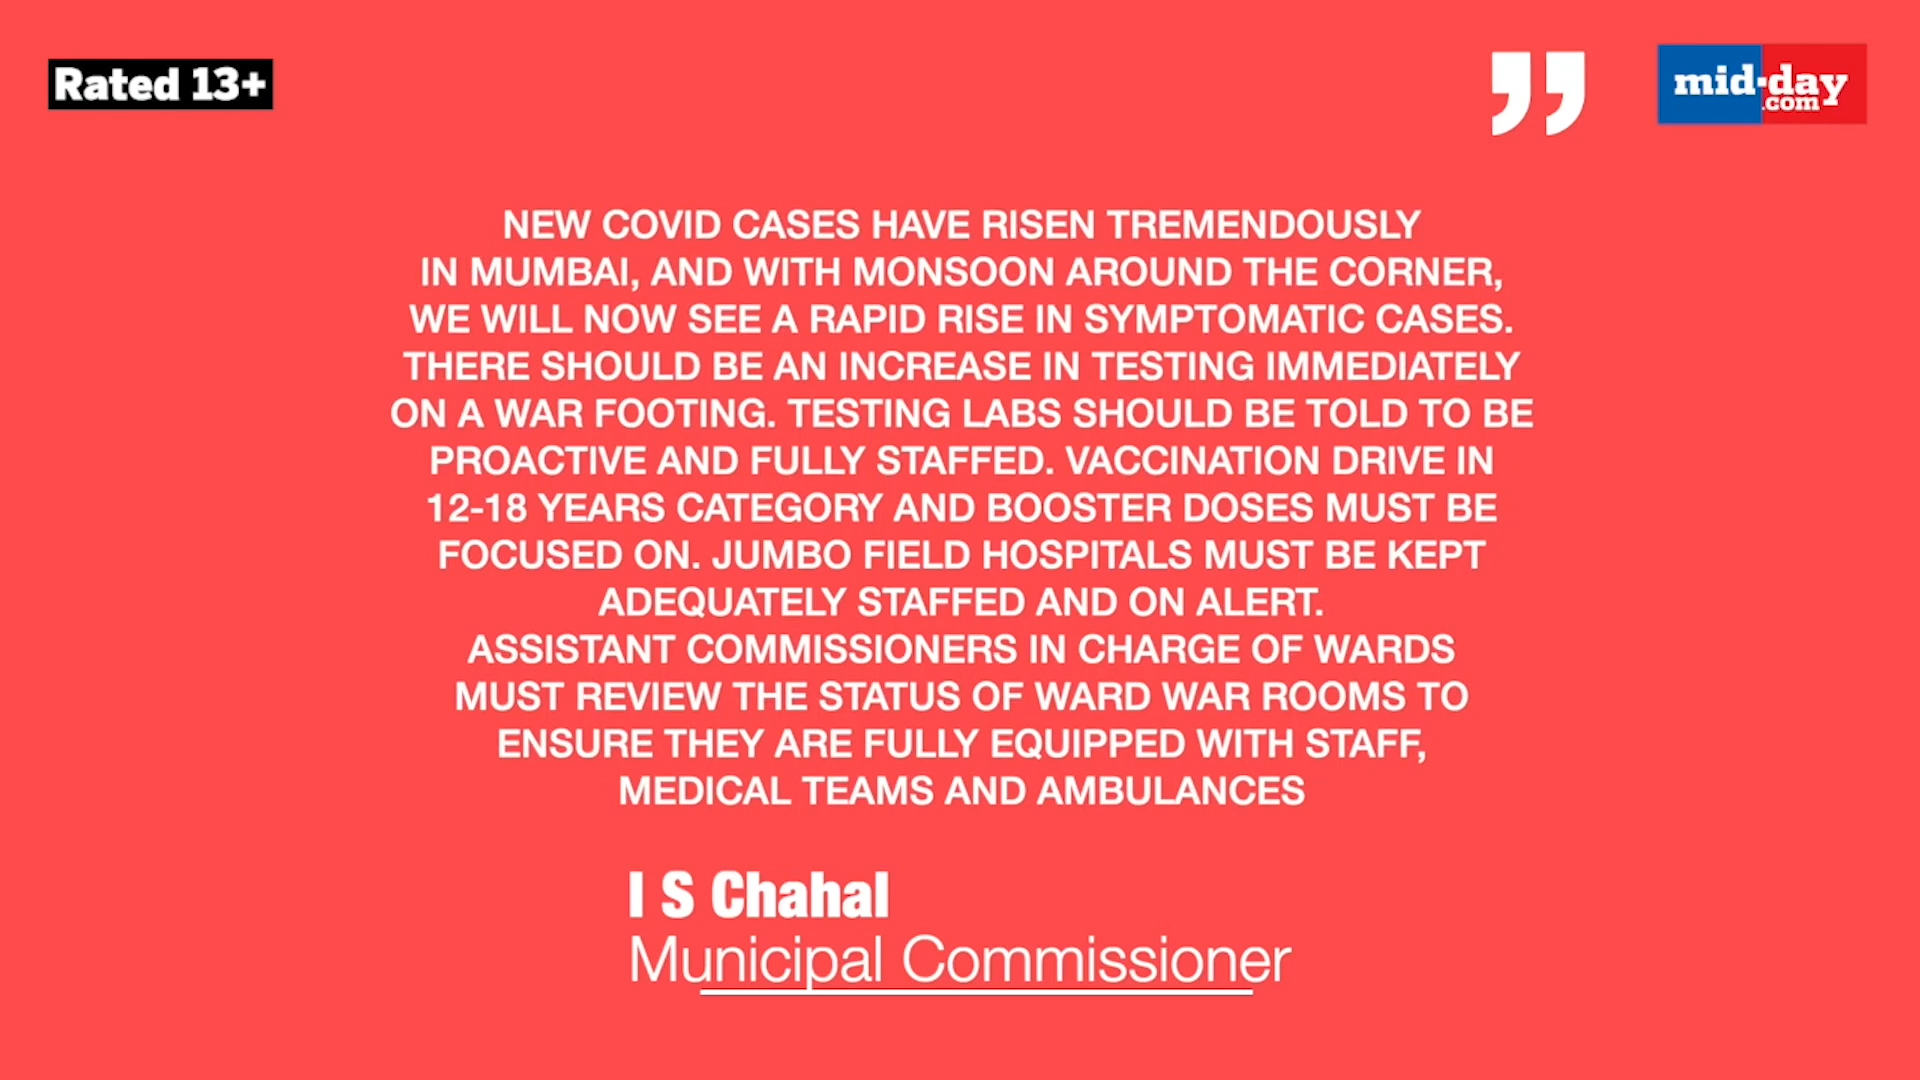 Rated 13+
”
mid-day
.com
NEW COVID CASES HAVE RISEN TREMENDOUSLY
IN MUMBAI, AND WITH MONSOON AROUND THE CORNER,
WE WILL NOW SEE A RAPID RISE IN SYMPTOMATIC CASES.
THERE SHOULD BE AN INCREASE IN TESTING IMMEDIATELY
ON A WAR FOOTING. TESTING LABS SHOULD BE TOLD TO BE
PROACTIVE AND FULLY STAFFED. VACCINATION DRIVE IN
12-18 YEARS CATEGORY AND BOOSTER DOSES MUST BE
FOCUSED ON. JUMBO FIELD HOSPITALS MUST BE KEPT
ADEQUATELY STAFFED AND ON ALERT.
ASSISTANT COMMISSIONERS IN CHARGE OF WARDS
MUST REVIEW THE STATUS OF WARD WAR ROOMS TO
ENSURE THEY ARE FULLY EQUIPPED WITH STAFF,
MEDICAL TEAMS AND AMBULANCES
I S Chahal
Municipal Commissioner